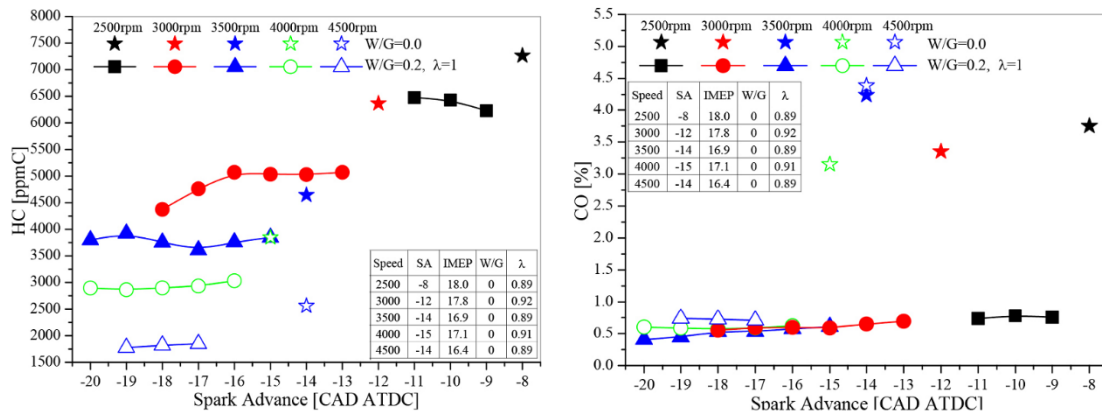 8000
7500
7000
6500
6000
5500
5000
4500
4000
3500
3000
2500
2000
1500
HC [ppmC]
2500rpm 3000rpm 3500rpm 4000rpm 4500rpm
W/G=0.0
W/G=0.2, λ=1
Speed SA IMEP W/G λ
2500 -8 18.0 0 0.89
3000 -12 17.8 0 0.92
3500 -14 16.9 0 0.89
4000 -15 17.1 0 0.91
4500 -14 16.4 0 0.89
-20 -19 -18 -17 -16 -15 -14 -13 -12 -11 -10 -9 -8
Spark Advance [CAD ATDC]
5.5
5.0
4.5
4.0
3.5
3.0
2.5
2.0
1.5
1.0
0.5
0.0
CO [%]
2500rpm 3000rpm 3500rpm 4000rpm 4500rpm
W/G=0.0
W/G=0.2, λ=1
Speed SA IMEP W/G λ
2500 -8 18.0 0 0.89
3000 -12 17.8 0 0.92
3500 -14 16.9 0 0.89
4000 -15 17.1 0 0.91
4500 -14 16.4 0 0.89
-20 -19 -18 -17 -16 -15 -14 -13 -12 -11 -10 -9 -8
Spark Advance [CAD ATDC]